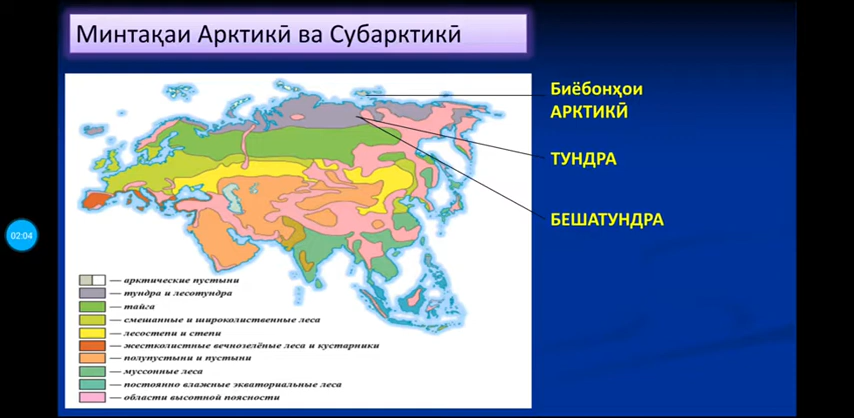 Минтақаи Арктикӣ ва Субарктикӣ
Биёбонҳои
АРКТИКӢ
ТУНДРА
БЕШАТУНДРА
02:04
— арктические пустыни
— тундра и лесотундра
— тайга
— смешанные и широколиственные леса
— лесостепи и степи
— жестколистные вечнозелёные леса и кустарники
— полупустыни и пустыни
— муссонные леса
— постоянно влажные экваториальные леса
— области высотной поясности